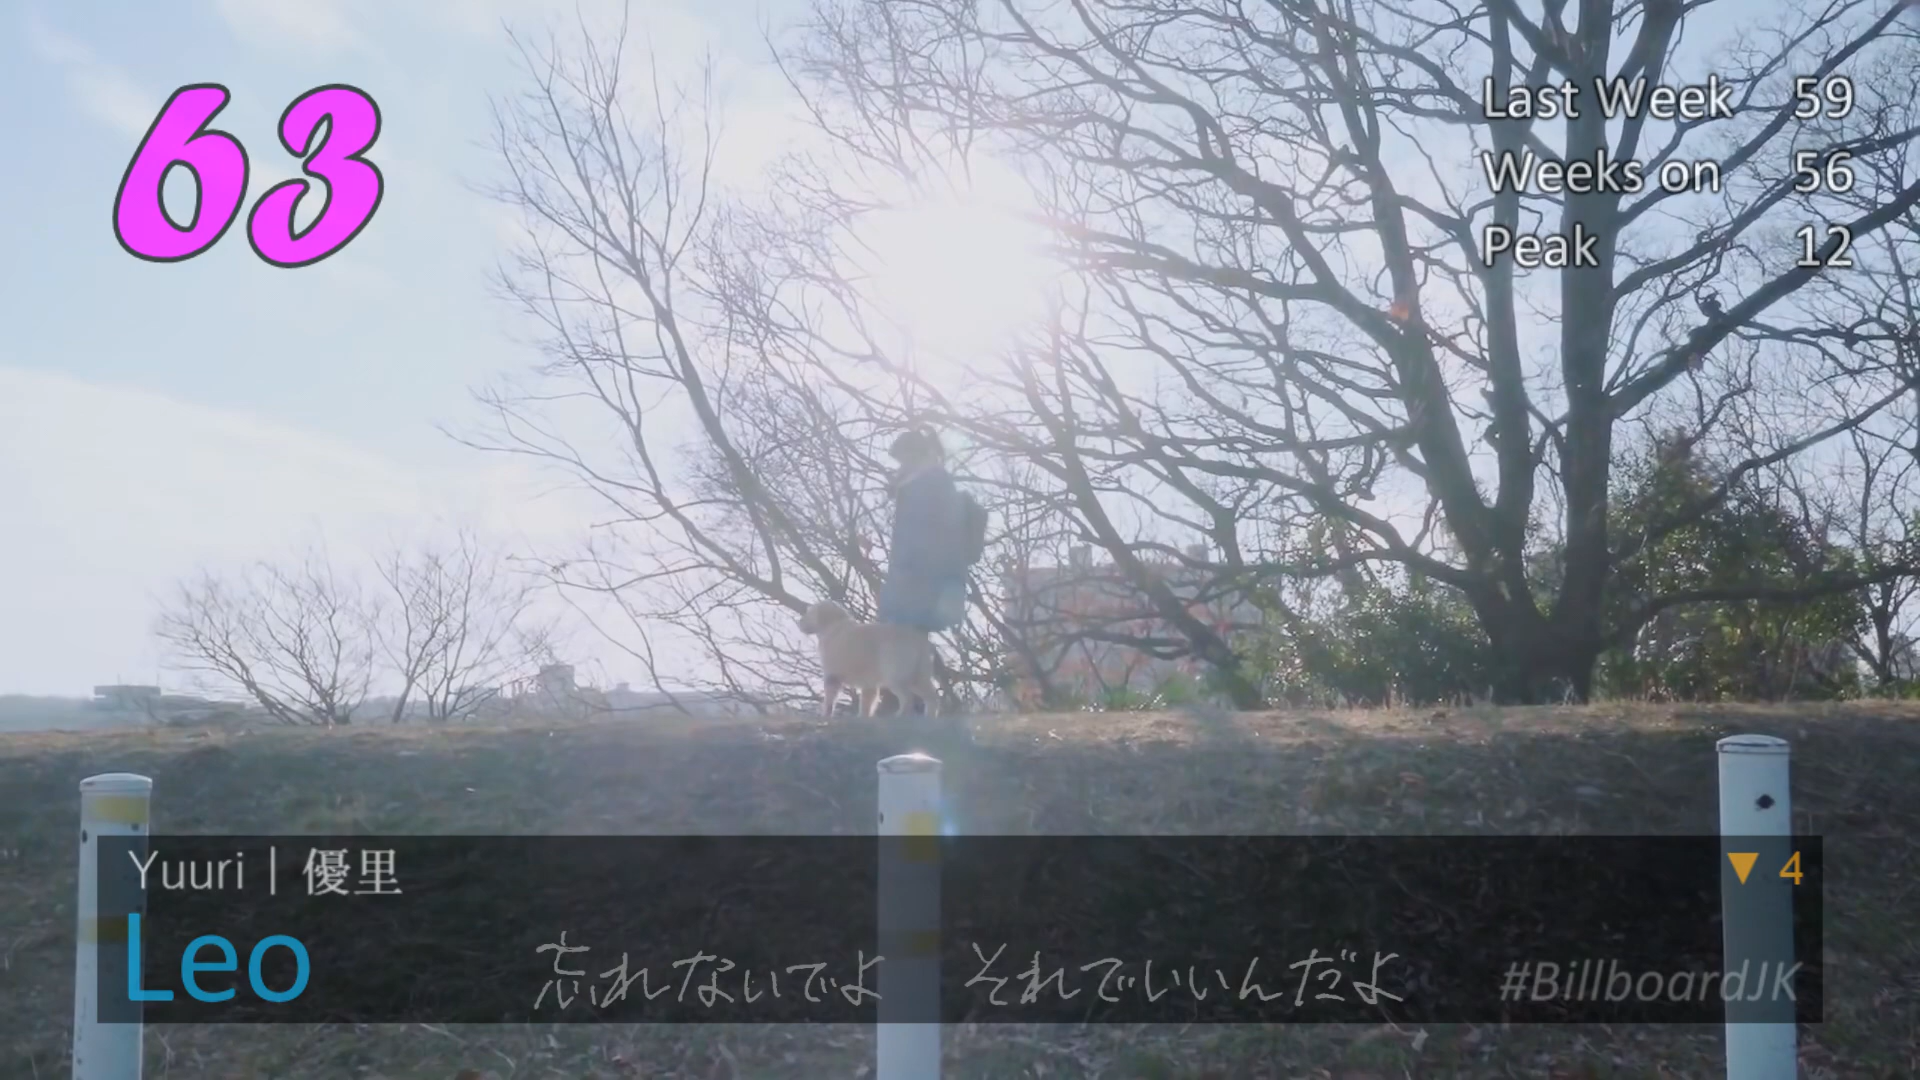 63
Last Week 59
Weeks on 56
Peak 12
Yuuri | 優里
▼ 4
Leo
忘れないでよ それでいいんだよ
#BillboardJK